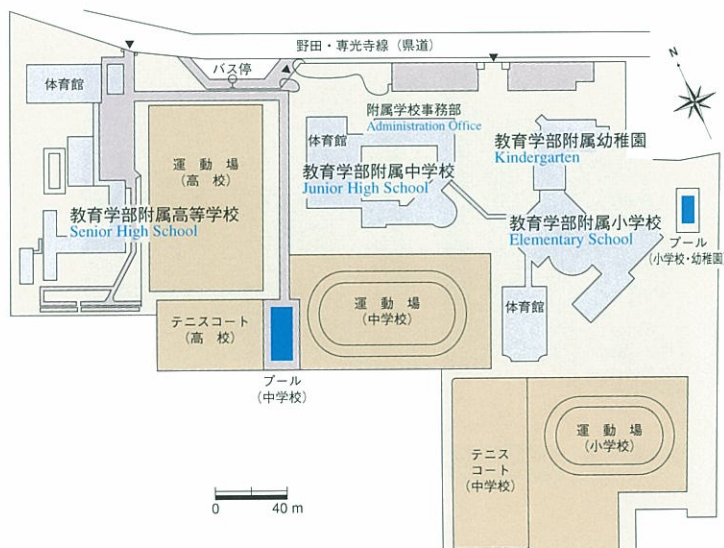 野田・専光寺線（県道）
N
バス停
体育館
附属学校事務部
Administration Office
体育館
教育学部附属幼稚園
Kindergarten
運動場
（高校）
教育学部附属中学校
Junior High School
教育学部附属高等学校
Senior High School
教育学部附属小学校
Elementary School
プール
（小学校・幼稚園）
運動場
（中学校）
体育館
テニスコート
（高校）
プール
（中学校）
運動場
（小学校）
テニス
コート
（中学校）
0 40 m